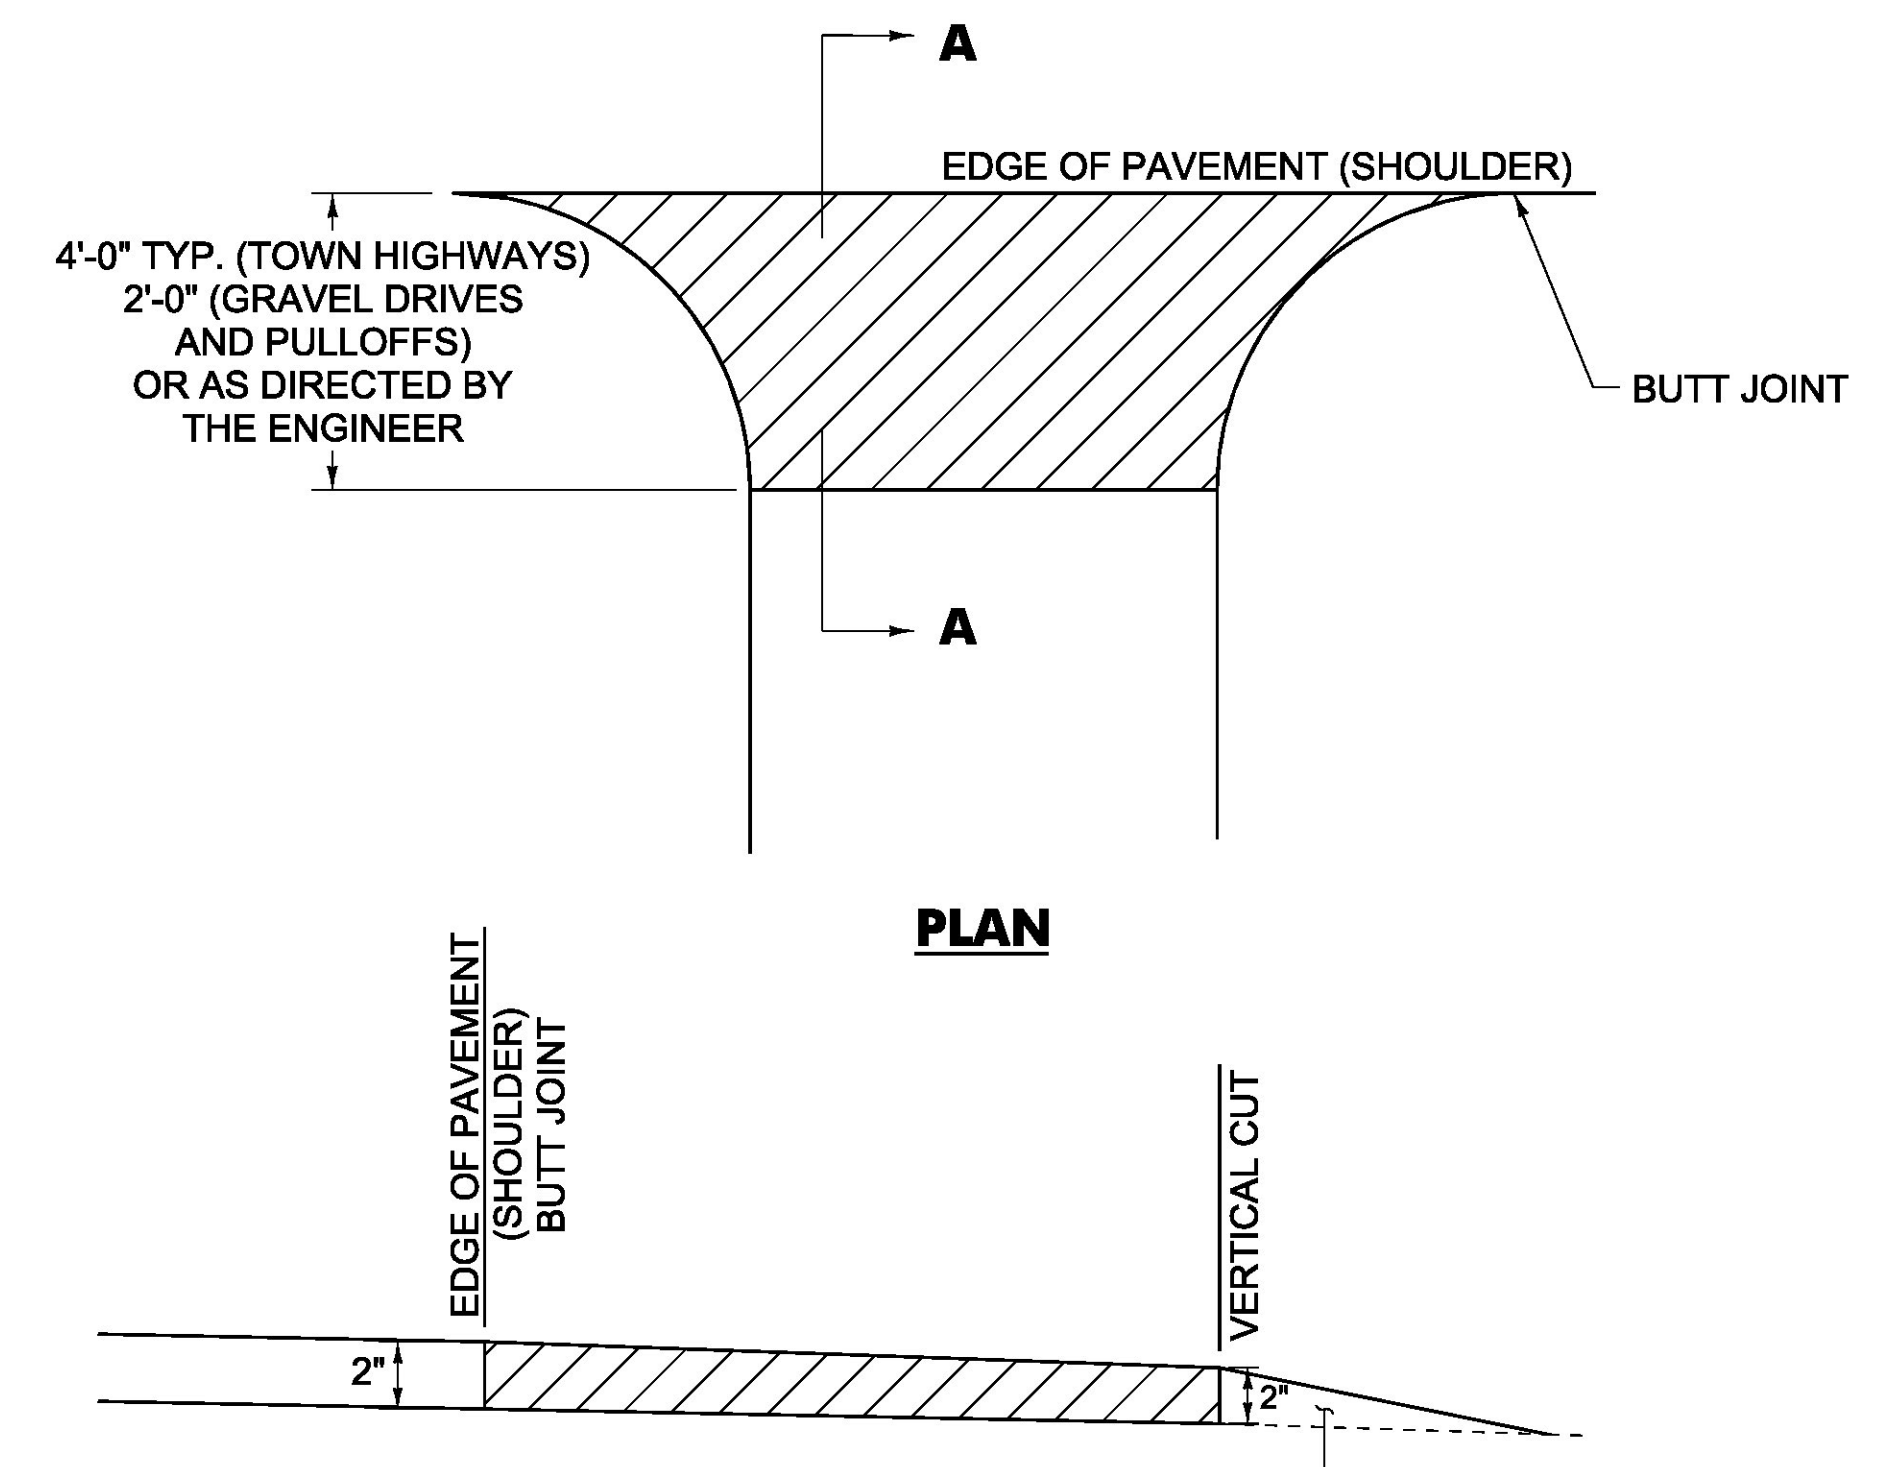 A
EDGE OF PAVEMENT (SHOULDER)
4'-0" TYP. (TOWN HIGHWAYS)
2'-0" (GRAVEL DRIVES
AND PULLOFFS)
OR AS DIRECTED BY
THE ENGINEER
BUTT JOINT
A
PLAN
EDGE OF PAVEMENT
(SHOULDER)
BUTT JOINT
VERTICAL CUT
2"
2"